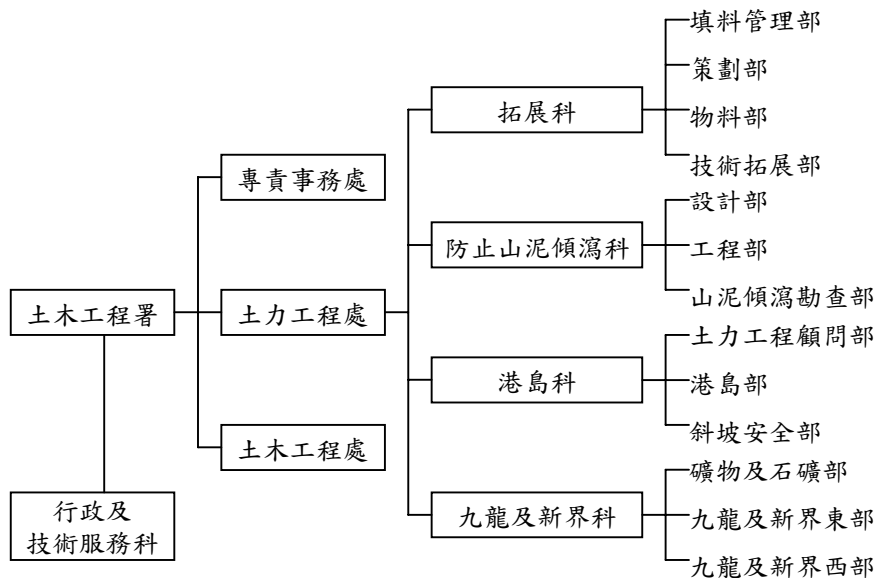 填料管理部
策劃部
拓展科
物料部
技術拓展部
專責事務處
設計部
防止山泥傾瀉科
工程部
山泥傾瀉勘查部
土木工程署
土力工程處
土力工程顧問部
港島科
港島部
斜坡安全部
土木工程處
礦物及石礦部
行政及
技術服務科
九龍及新界科
九龍及新界東部
九龍及新界西部